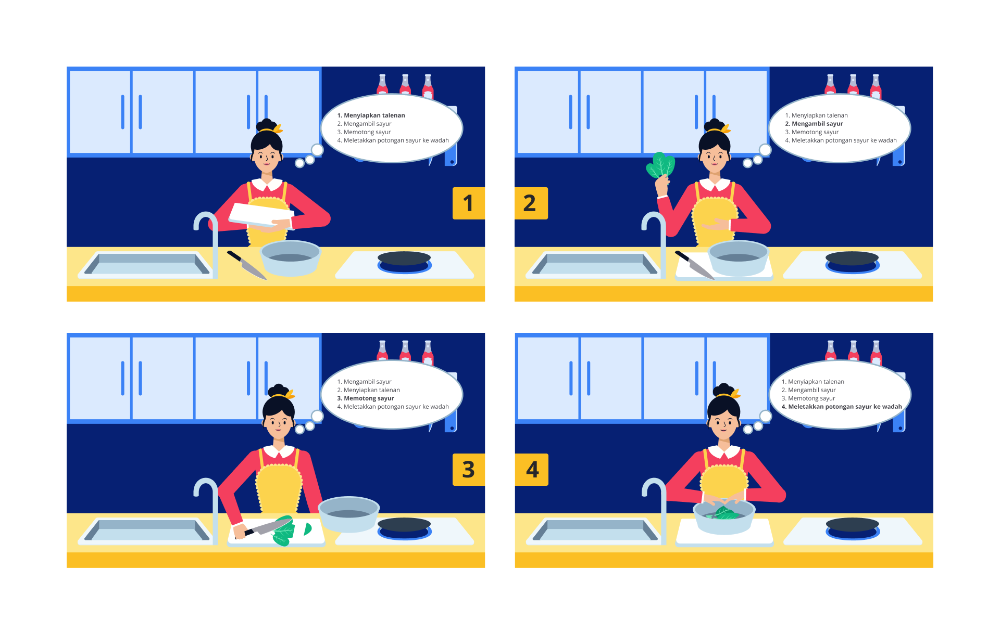 1. Menyiapkan talenan
2. Mengambil sayur
3. Memotong sayur
4. Meletakkan potongan sayur ke wadah
1
1. Menyiapkan talenan
2. Mengambil sayur
3. Memotong sayur
4. Meletakkan potongan sayur ke wadah
2
1. Mengambil sayur
2. Menyiapkan talenan
3. Memotong sayur
4. Meletakkan potongan sayur ke wadah
3
1. Menyiapkan talenan
2. Mengambil sayur
3. Memotong sayur
4. Meletakkan potongan sayur ke wadah
4